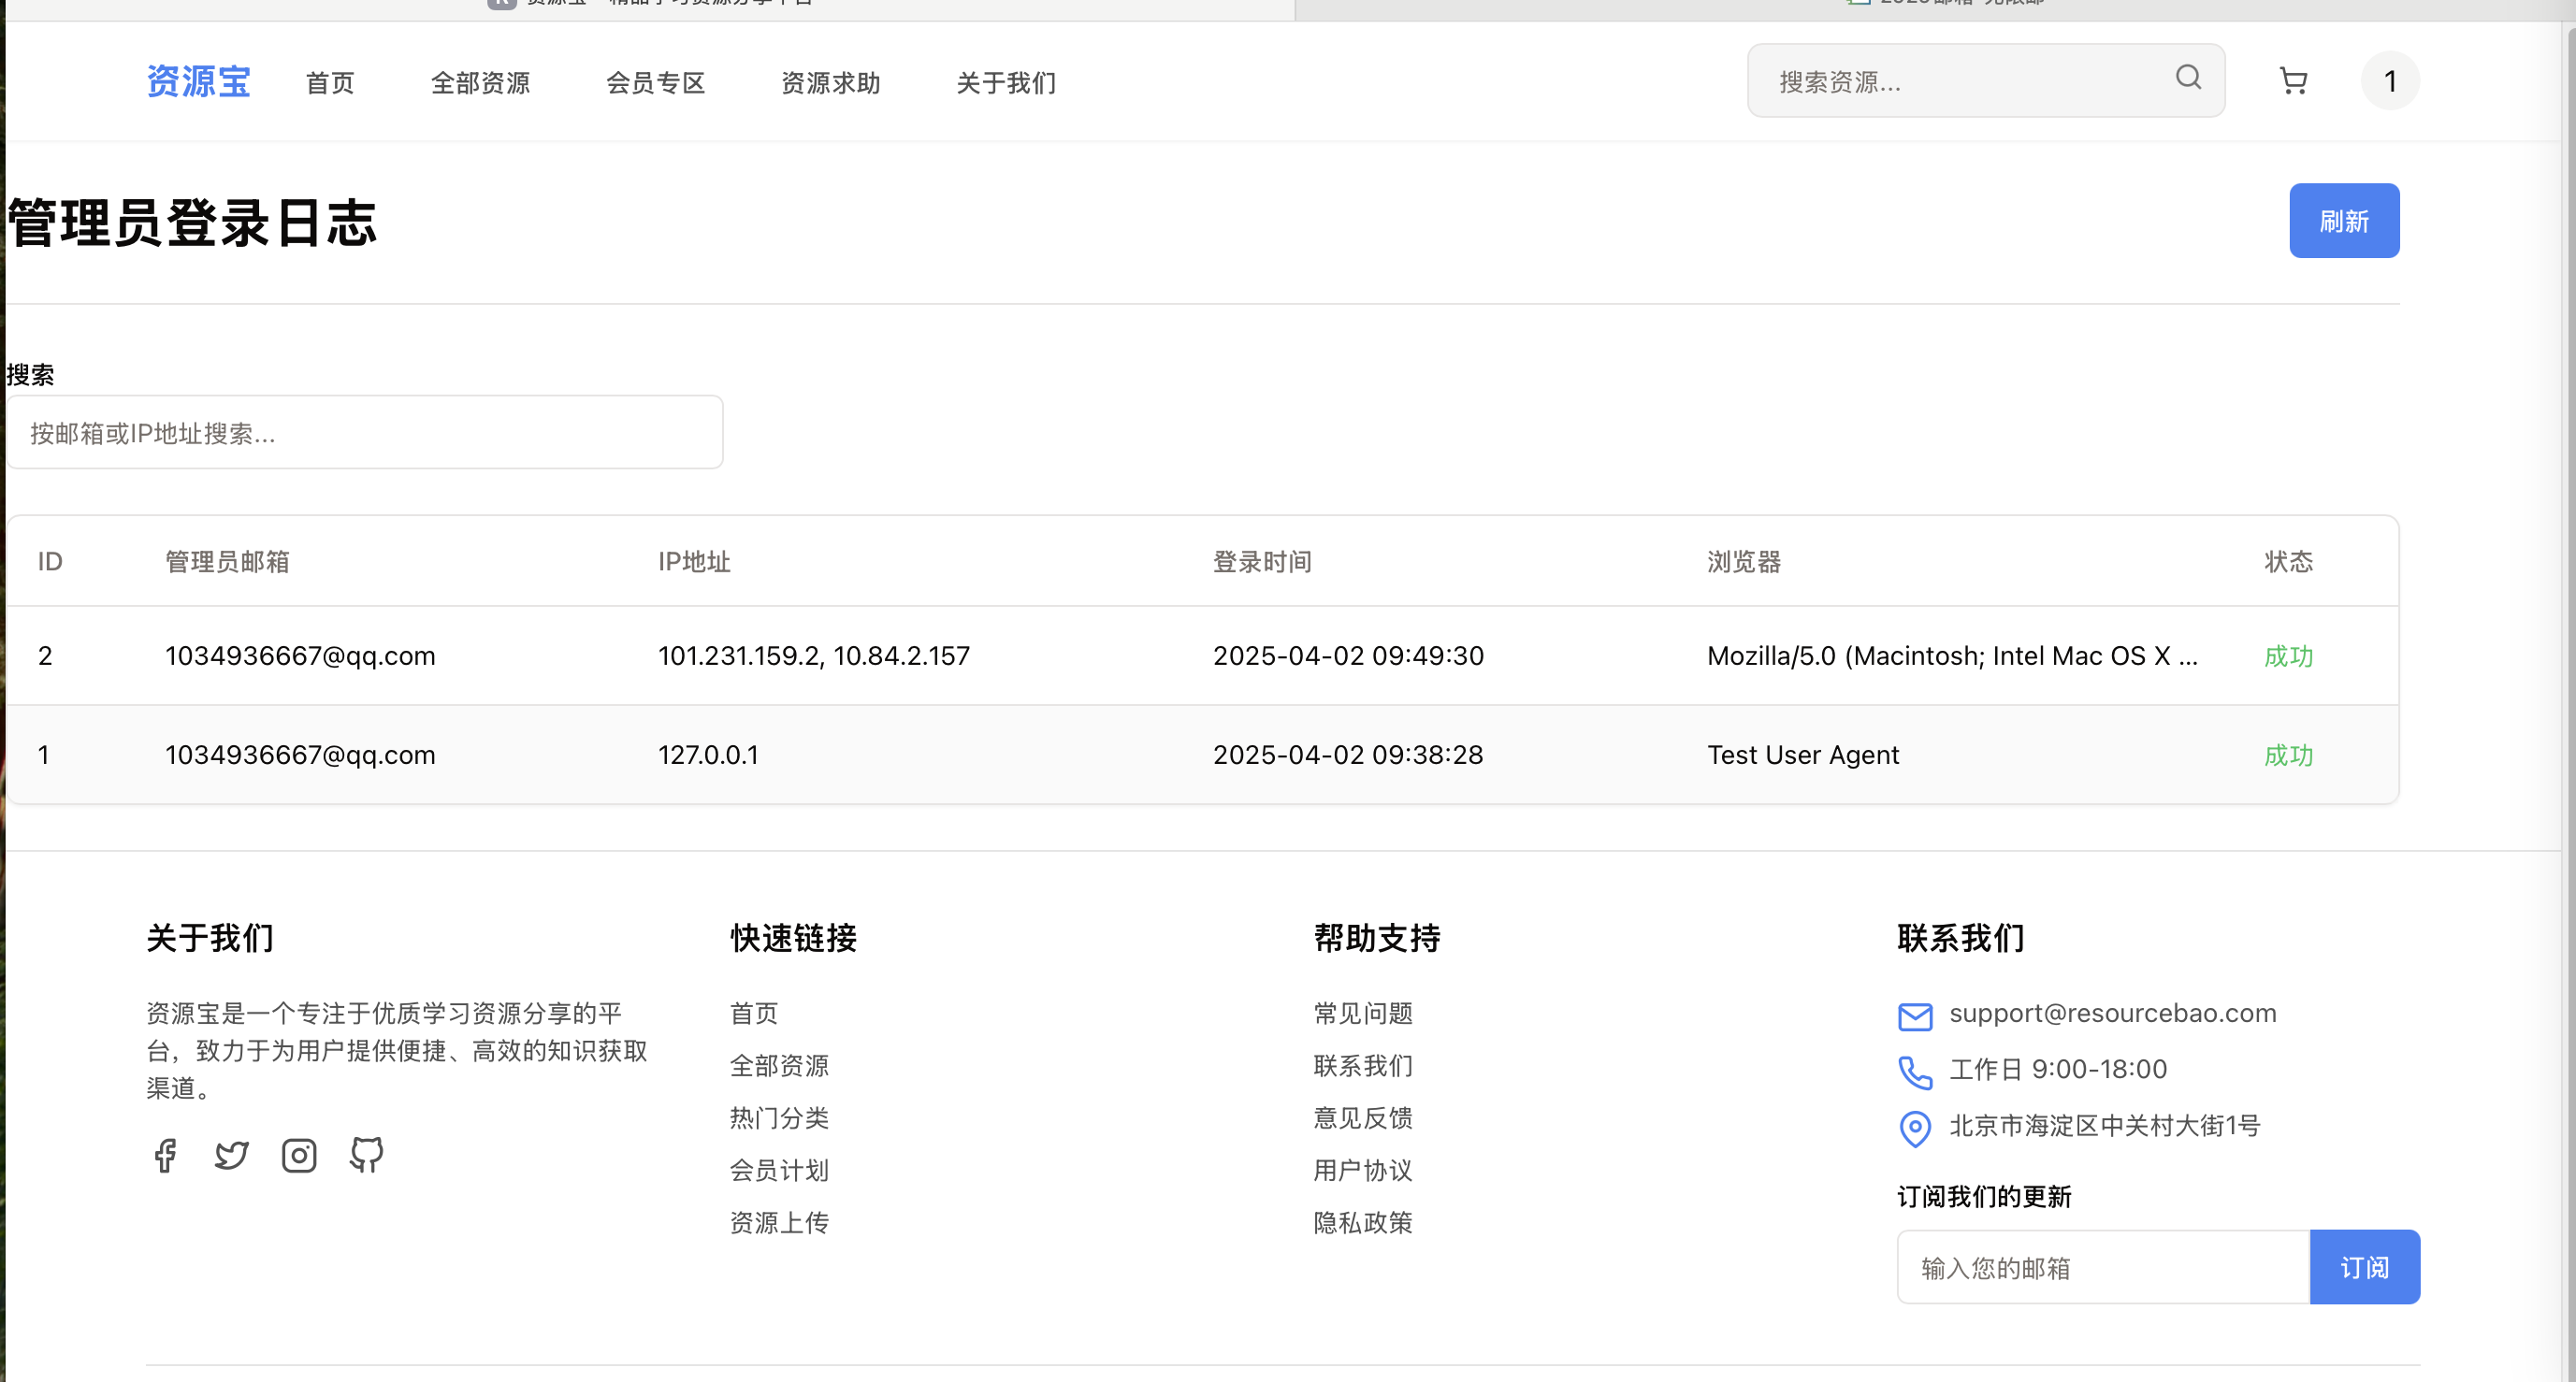 资源宝
首页
全部资源
会员专区
资源求助
关于我们
搜索资源...
1
管理员登录日志
刷新
搜索
按邮箱或IP地址搜索...
ID 管理员邮箱 IP地址 登录时间 浏览器 状态
2 1034936667@qq.com 101.231.159.2, 10.84.2.157 2025-04-02 09:49:30 Mozilla/5.0 (Macintosh; Intel Mac OS X ... 成功
1 1034936667@qq.com 127.0.0.1 2025-04-02 09:38:28 Test User Agent 成功
关于我们
资源宝是一个专注于优质学习资源分享的平
台，致力于为用户提供便捷、高效的知识获取
渠道。
快速链接
首页
全部资源
热门分类
会员计划
资源上传
帮助支持
常见问题
联系我们
意见反馈
用户协议
隐私政策
联系我们
support@resourcebao.com
工作日 9:00-18:00
北京市海淀区中关村大街1号
订阅我们的更新
输入您的邮箱
订阅